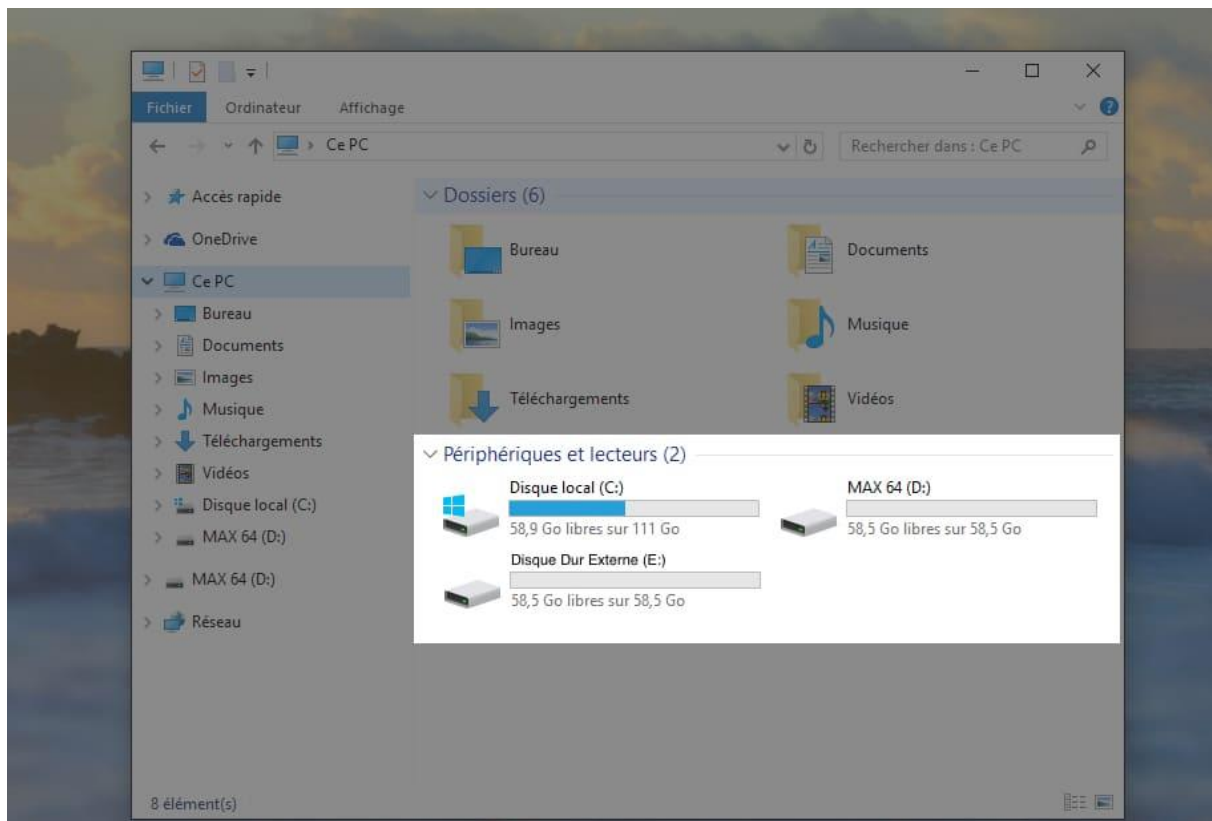 Fichier Ordinateur Affichage
Ce PC
Rechercher dans : Ce PC
Accès rapide
OneDrive
Ce PC
Bureau
Documents
Images
Musique
Téléchargements
Vidéos
Disque local (C:)
MAX 64 (D:)
MAX 64 (D:)
Réseau
Dossiers (6)
Bureau
Documents
Images
Musique
Téléchargements
Vidéos
Périphériques et lecteurs (2)
Disque local (C:)
58,9 Go libres sur 111 Go
MAX 64 (D:)
58,5 Go libres sur 58,5 Go
Disque Dur Externe (E:)
58,5 Go libres sur 58,5 Go
8 élément(s)